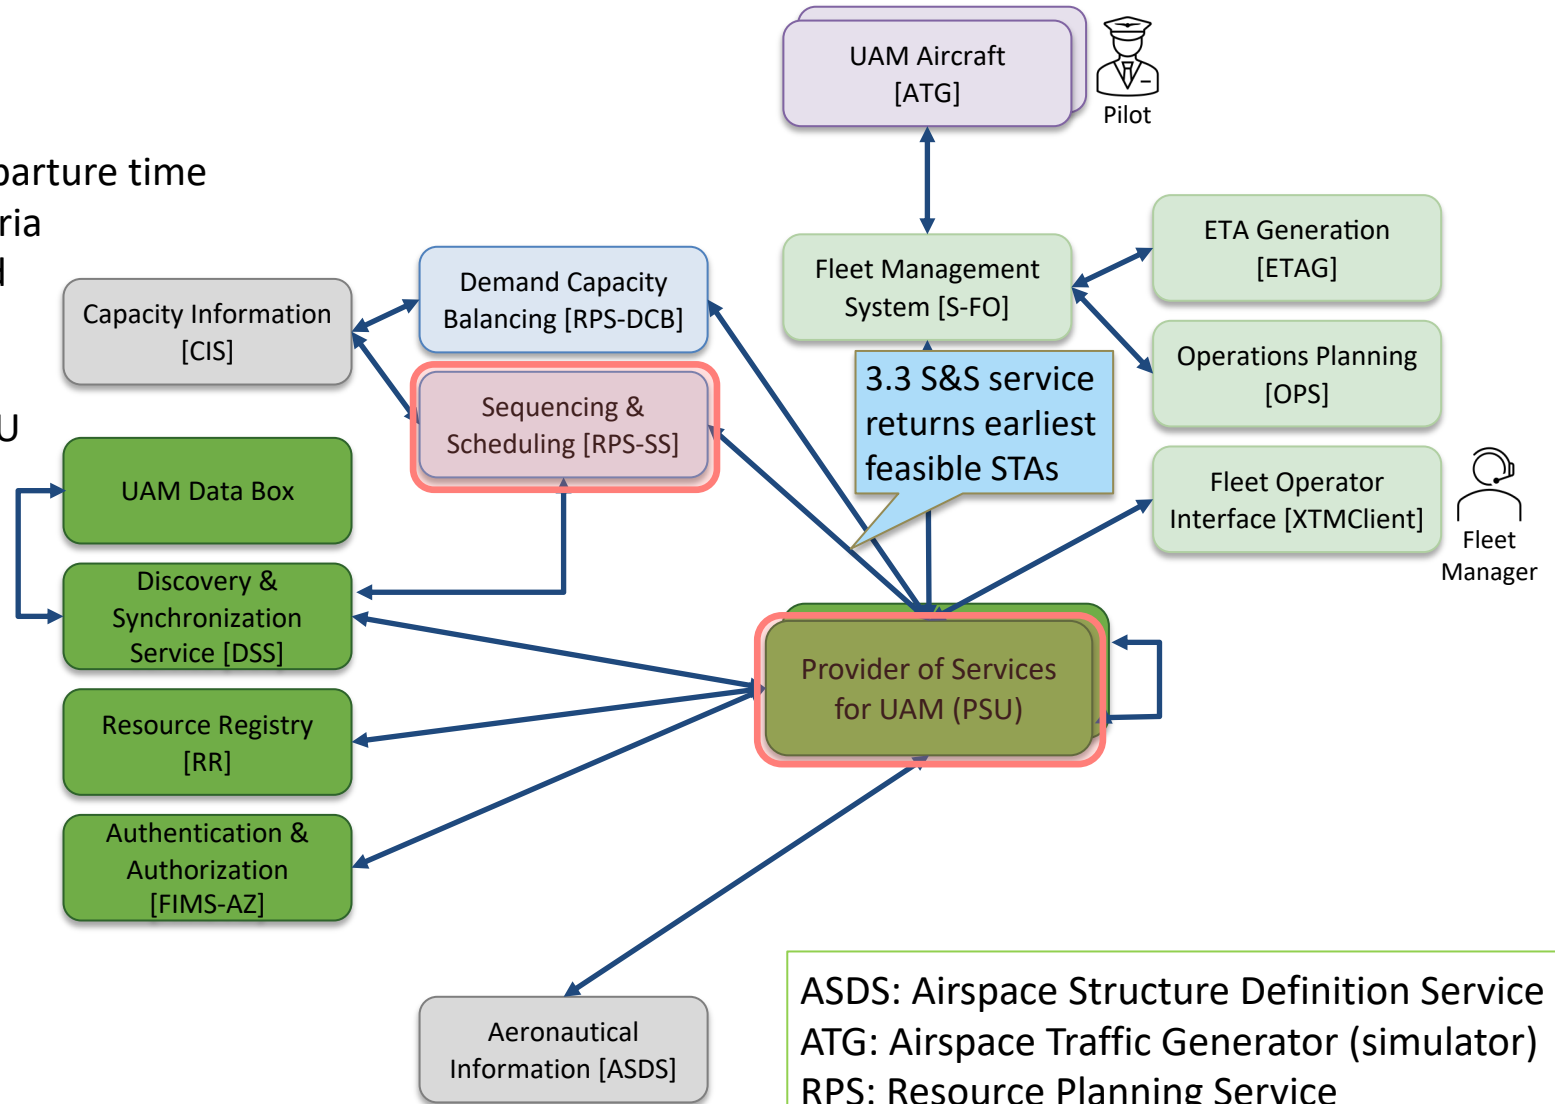 UAM Aircraft
[ATG]
Pilot
parture time
ria
d
U
Capacity Information
[CIS]
Demand Capacity
Balancing [RPS-DCB]
Sequencing &
Scheduling [RPS-SS]
Fleet Management
System [S-FO]
ETA Generation
[ETAG]
Operations Planning
[OPS]
3.3 S&S service
returns earliest
feasible STAs
Fleet Operator
Interface [XTMClient]
Fleet
Manager
UAM Data Box
Discovery &
Synchronization
Service [DSS]
Resource Registry
[RR]
Authentication &
Authorization
[FIMS-AZ]
Provider of Services
for UAM (PSU)
Aeronautical
Information [ASDS]
ASDS: Airspace Structure Definition Service
ATG: Airspace Traffic Generator (simulator)
RPS: Resource Planning Service